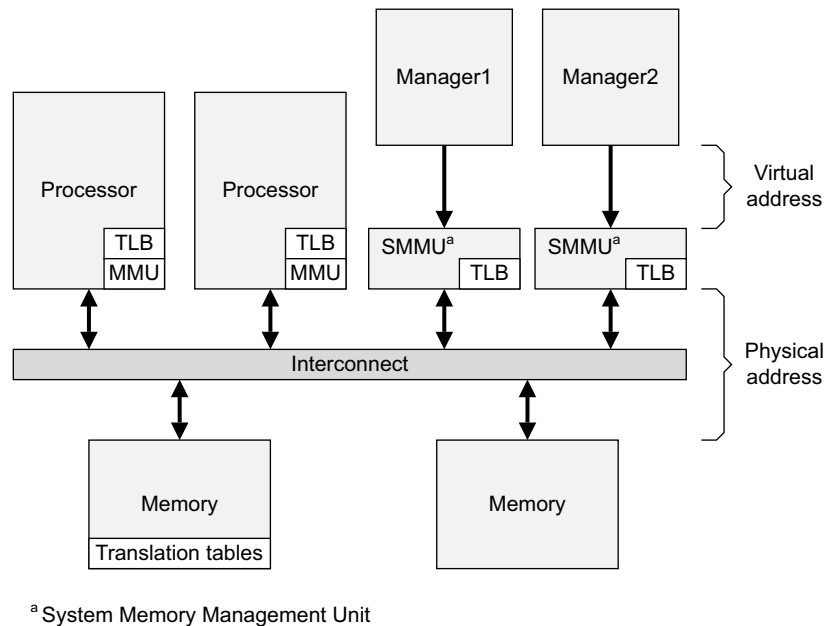 Manager1
Manager2
Processor
Processor
Virtual
address
TLB
MMU
TLB
MMU
SMMUᵃ
TLB
SMMUᵃ
TLB
Interconnect
Physical
address
Memory
Translation tables
Memory
ᵃ System Memory Management Unit